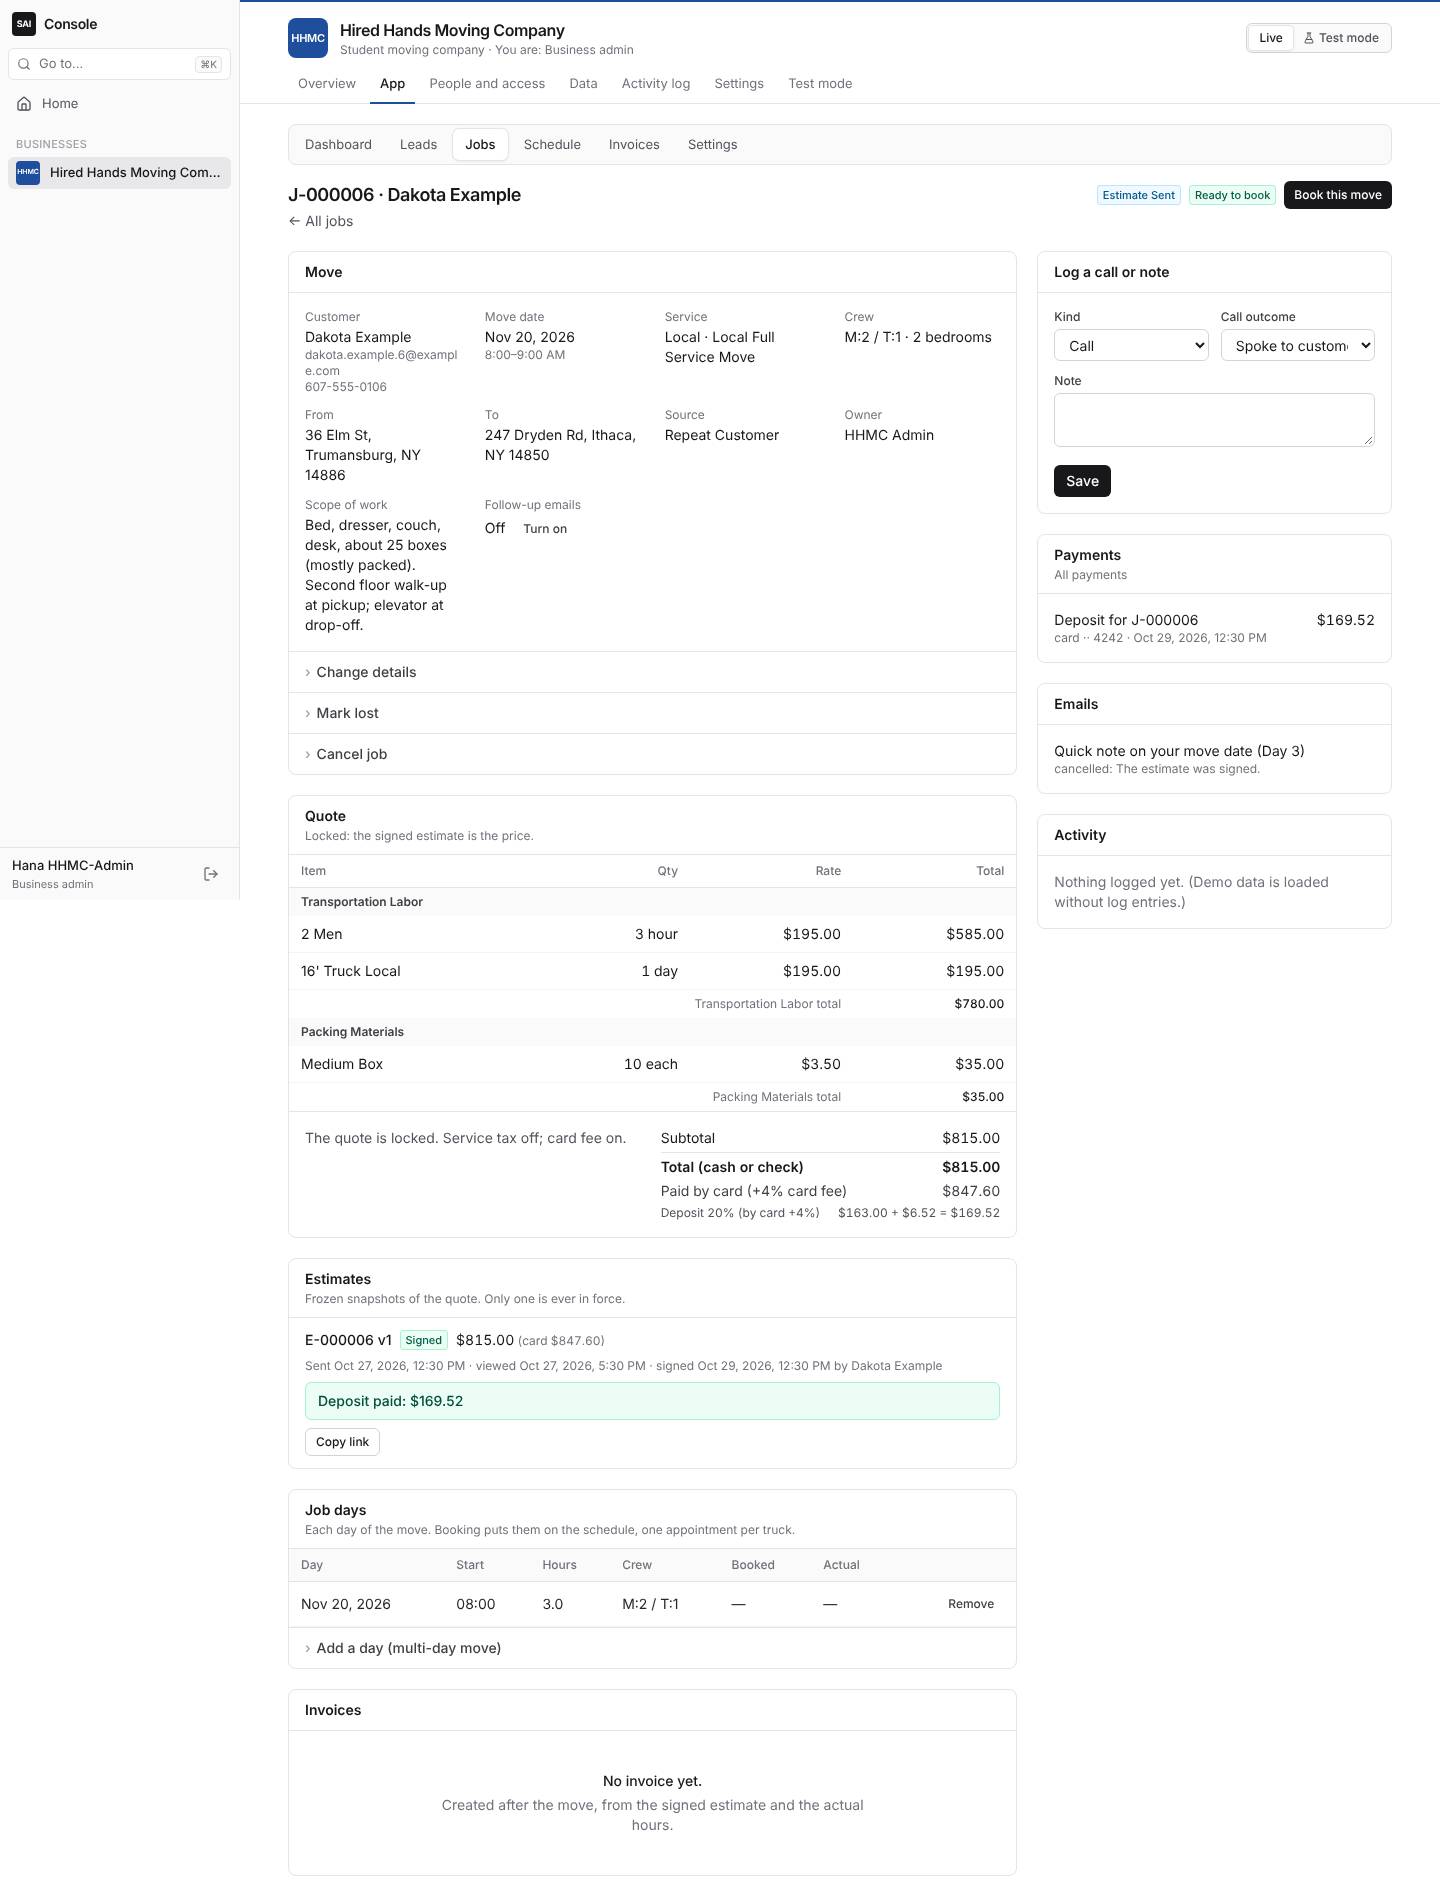 SAI Console
Go to... ⌘K
Home
BUSINESSES
HHMC Hired Hands Moving Com...
Hana HHMC-Admin
Business admin
HHMC
Hired Hands Moving Company
Student moving company · You are: Business admin
Live Test mode
Overview App People and access Data Activity log Settings Test mode
Dashboard Leads Jobs Schedule Invoices Settings
J-000006 · Dakota Example
Estimate Sent Ready to book Book this move
← All jobs
Move
Customer
Dakota Example
dakota.example.6@exampl
e.com
607-555-0106
Move date
Nov 20, 2026
8:00–9:00 AM
Service
Local · Local Full
Service Move
Crew
M:2 / T:1 · 2 bedrooms
From
36 Elm St,
Trumansburg, NY
14886
To
247 Dryden Rd, Ithaca,
NY 14850
Source
Repeat Customer
Owner
HHMC Admin
Scope of work
Bed, dresser, couch,
desk, about 25 boxes
(mostly packed).
Second floor walk-up
at pickup; elevator at
drop-off.
Follow-up emails
Off Turn on
› Change details
› Mark lost
› Cancel job
Quote
Locked: the signed estimate is the price.
Item Qty Rate Total
Transportation Labor
2 Men 3 hour $195.00 $585.00
16' Truck Local 1 day $195.00 $195.00
Transportation Labor total $780.00
Packing Materials
Medium Box 10 each $3.50 $35.00
Packing Materials total $35.00
The quote is locked. Service tax off; card fee on.
Subtotal $815.00
Total (cash or check) $815.00
Paid by card (+4% card fee) $847.60
Deposit 20% (by card +4%) $163.00 + $6.52 = $169.52
Estimates
Frozen snapshots of the quote. Only one is ever in force.
E-000006 v1 Signed $815.00 (card $847.60)
Sent Oct 27, 2026, 12:30 PM · viewed Oct 27, 2026, 5:30 PM · signed Oct 29, 2026, 12:30 PM by Dakota Example
Deposit paid: $169.52
Copy link
Job days
Each day of the move. Booking puts them on the schedule, one appointment per truck.
Day Start Hours Crew Booked Actual
Nov 20, 2026 08:00 3.0 M:2 / T:1 — — Remove
› Add a day (multi-day move)
Invoices
No invoice yet.
Created after the move, from the signed estimate and the actual
hours.
Log a call or note
Kind
Call
Call outcome
Spoke to custome
Note
Save
Payments
All payments
Deposit for J-000006 $169.52
card ·· 4242 · Oct 29, 2026, 12:30 PM
Emails
Quick note on your move date (Day 3)
cancelled: The estimate was signed.
Activity
Nothing logged yet. (Demo data is loaded
without log entries.)